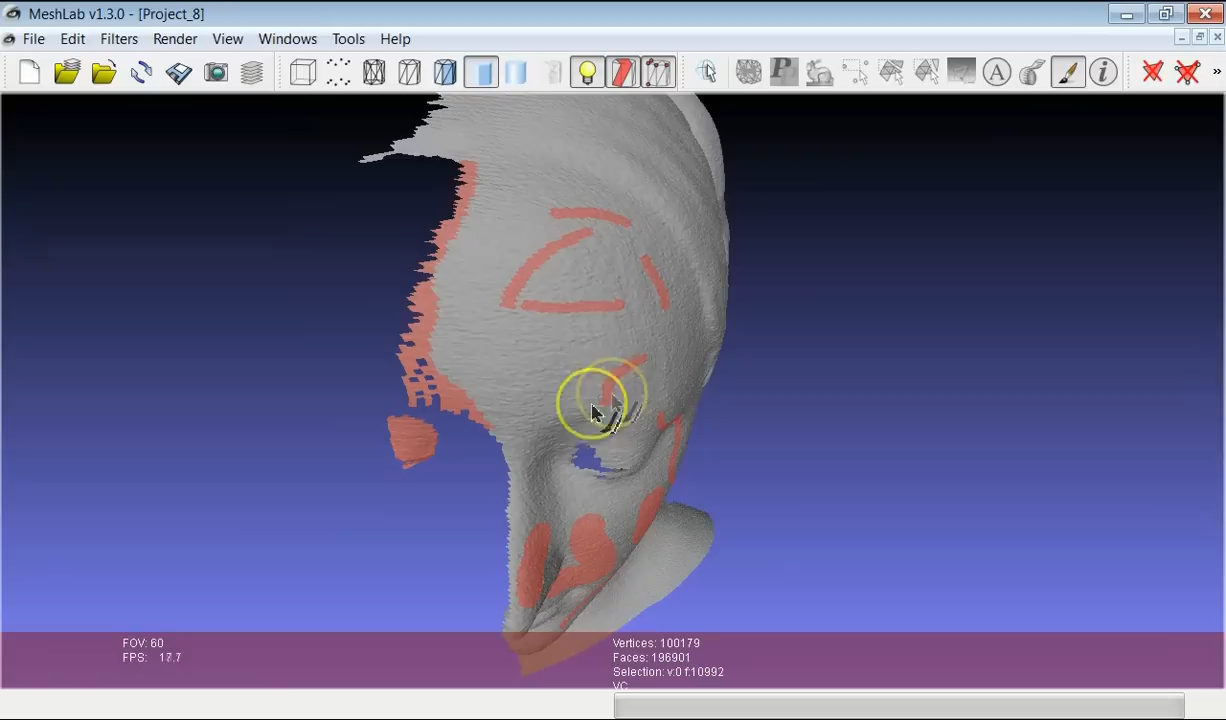 MeshLab v1.3.0 - [Project_8]
File Edit Filters Render View Windows Tools Help
A
»
FOV: 60
FPS: 17.7
Vertices: 100179
Faces: 196901
Selection: v:0 f:10992
VC